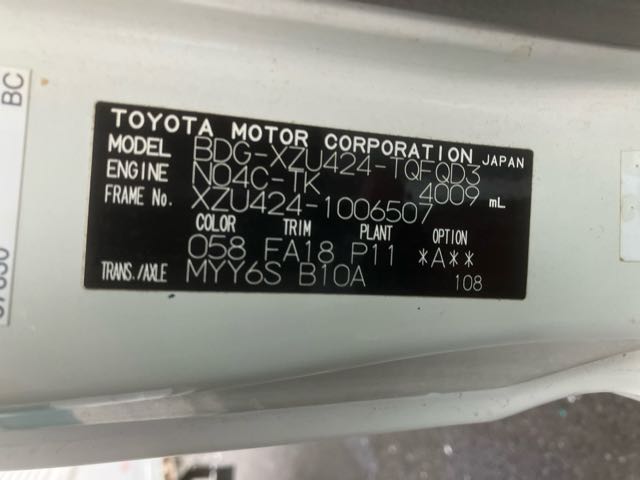 BC
TOYOTA MOTOR CORPORATION JAPAN
MODEL BDG-XZU424-TQFQD3
ENGINE N04C-TK 4009 mL
FRAME No. XZU424-1006507
COLOR TRIM PLANT OPTION
058 FA18 P11 *A**
TRANS./AXLE MYY6S B10A 108